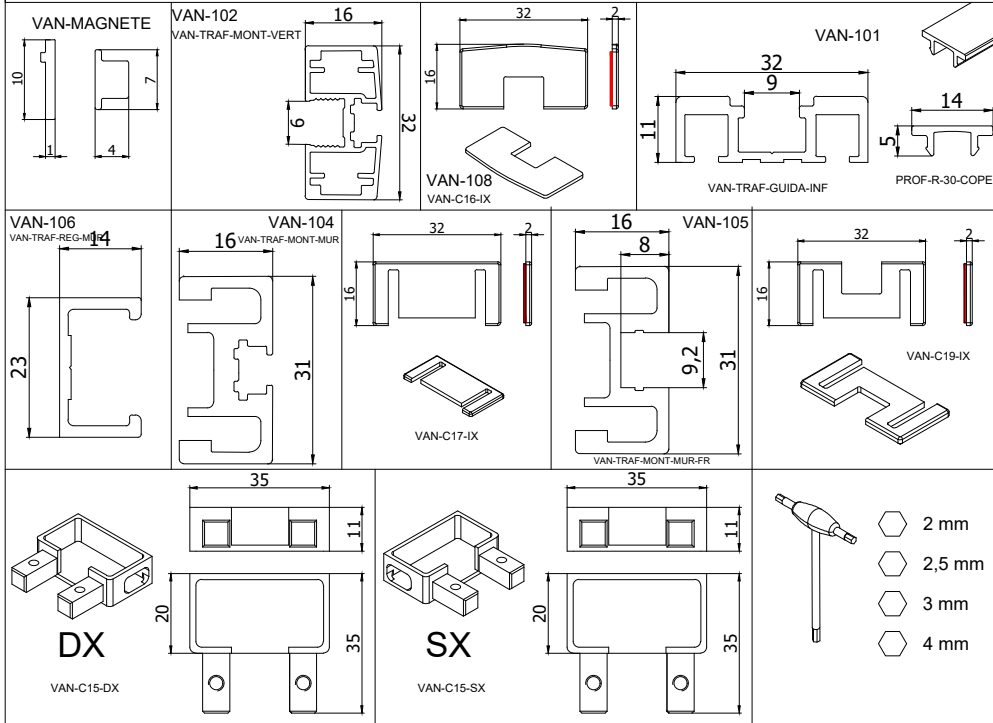 VAN-MAGNETE
10
1
7
4
VAN-102
VAN-TRAF-MONT-VERT
16
6
32
32
2
16
VAN-108
VAN-C16-IX
VAN-101
32
9
11
14
5
VAN-TRAF-GUIDA-INF
PROF-R-30-COPE
VAN-106
VAN-TRAF-REG-MUR
14
23
VAN-104
VAN-TRAF-MONT-MUR
16
31
32
2
16
VAN-C17-IX
VAN-105
16
8
9,2
31
VAN-TRAF-MONT-MUR-FR
32
2
16
VAN-C19-IX
35
11
20
35
DX
VAN-C15-DX
35
11
20
35
SX
VAN-C15-SX
2 mm
2,5 mm
3 mm
4 mm